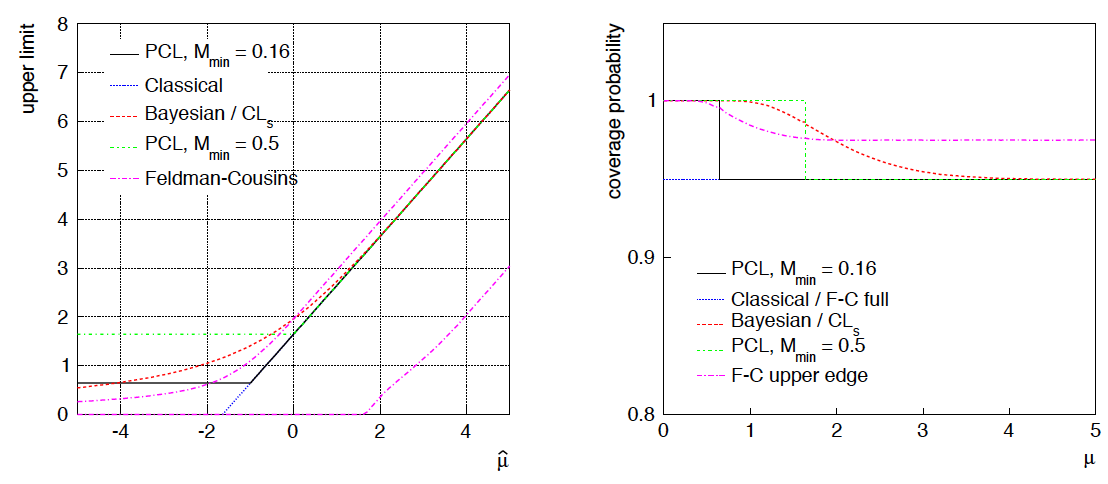 upper limit
8
7
6
5
4
3
2
1
0
PCL, Mmin = 0.16
Classical
Bayesian / CLs
PCL, Mmin = 0.5
Feldman-Cousins
-4 -2 0 2 4
μ̂
coverage probability
1
0.9
0.8
PCL, Mmin = 0.16
Classical / F-C full
Bayesian / CLs
PCL, Mmin = 0.5
F-C upper edge
0 1 2 3 4 5
μ